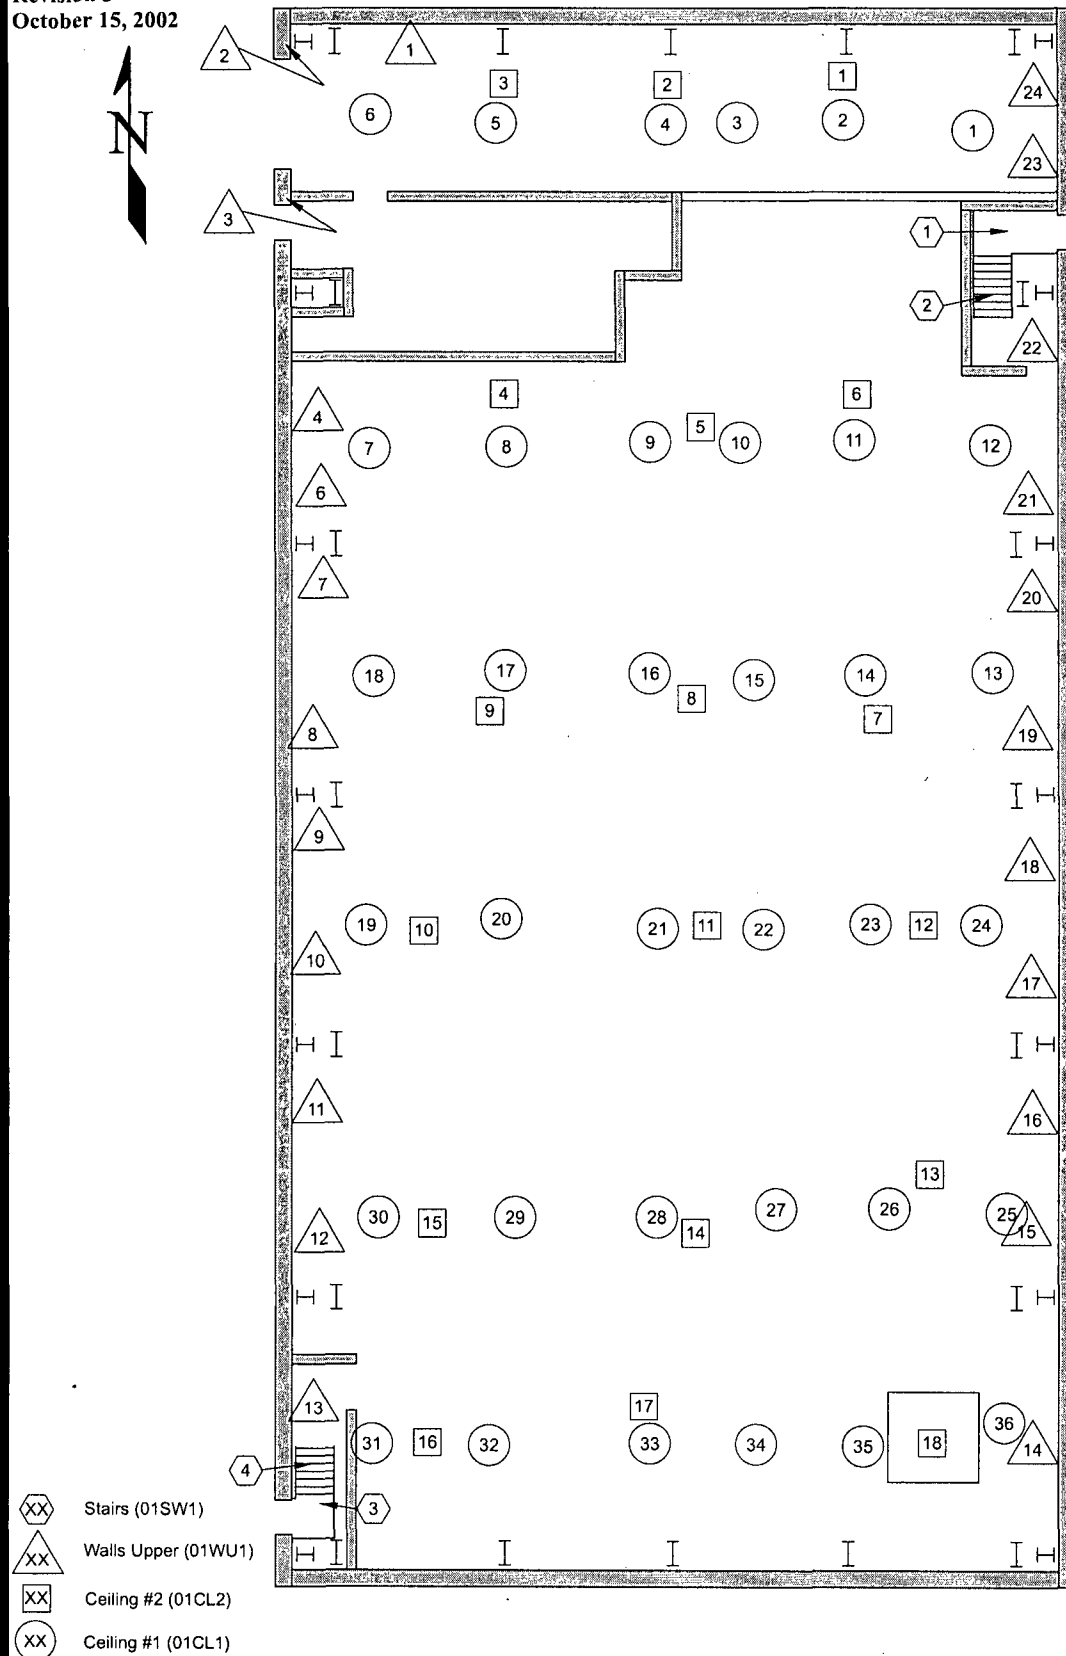 October 15, 2002
N
2 1 24
3 2 1
6 5 4 3 2 1
23
3
1
2
22
4 6
4 5
7 8 9 10 11 12
6 21
7 20
18 17 16 15 14 13
9 8 7
8 19
9 18
19 10 20 21 11 22 23 12 24
10 17
11 16
13
30 15 29 28 14 27 26 25
12 15
13 17
31 16 32 33 34 35 18 36
14
4
3
XX Stairs (01SW1)
XX Walls Upper (01WU1)
XX Ceiling #2 (01CL2)
XX Ceiling #1 (01CL1)